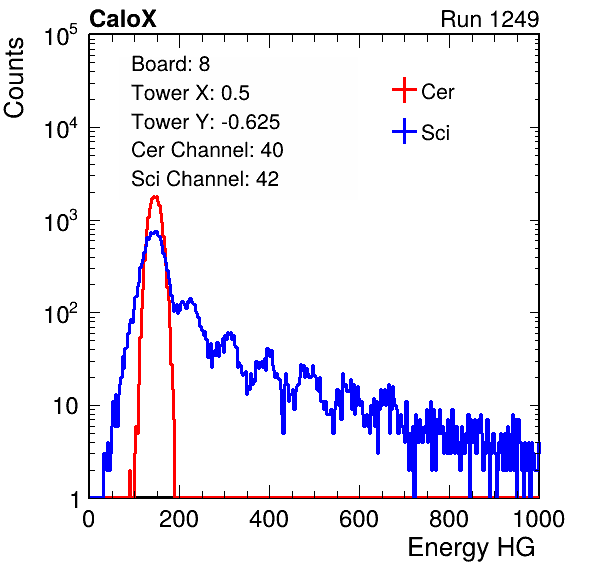 CaloX Run 1249
Counts
Board: 8
Tower X: 0.5
Tower Y: -0.625
Cer Channel: 40
Sci Channel: 42
Cer
Sci
10^5
10^4
10^3
10^2
10
1
0 200 400 600 800 1000
Energy HG